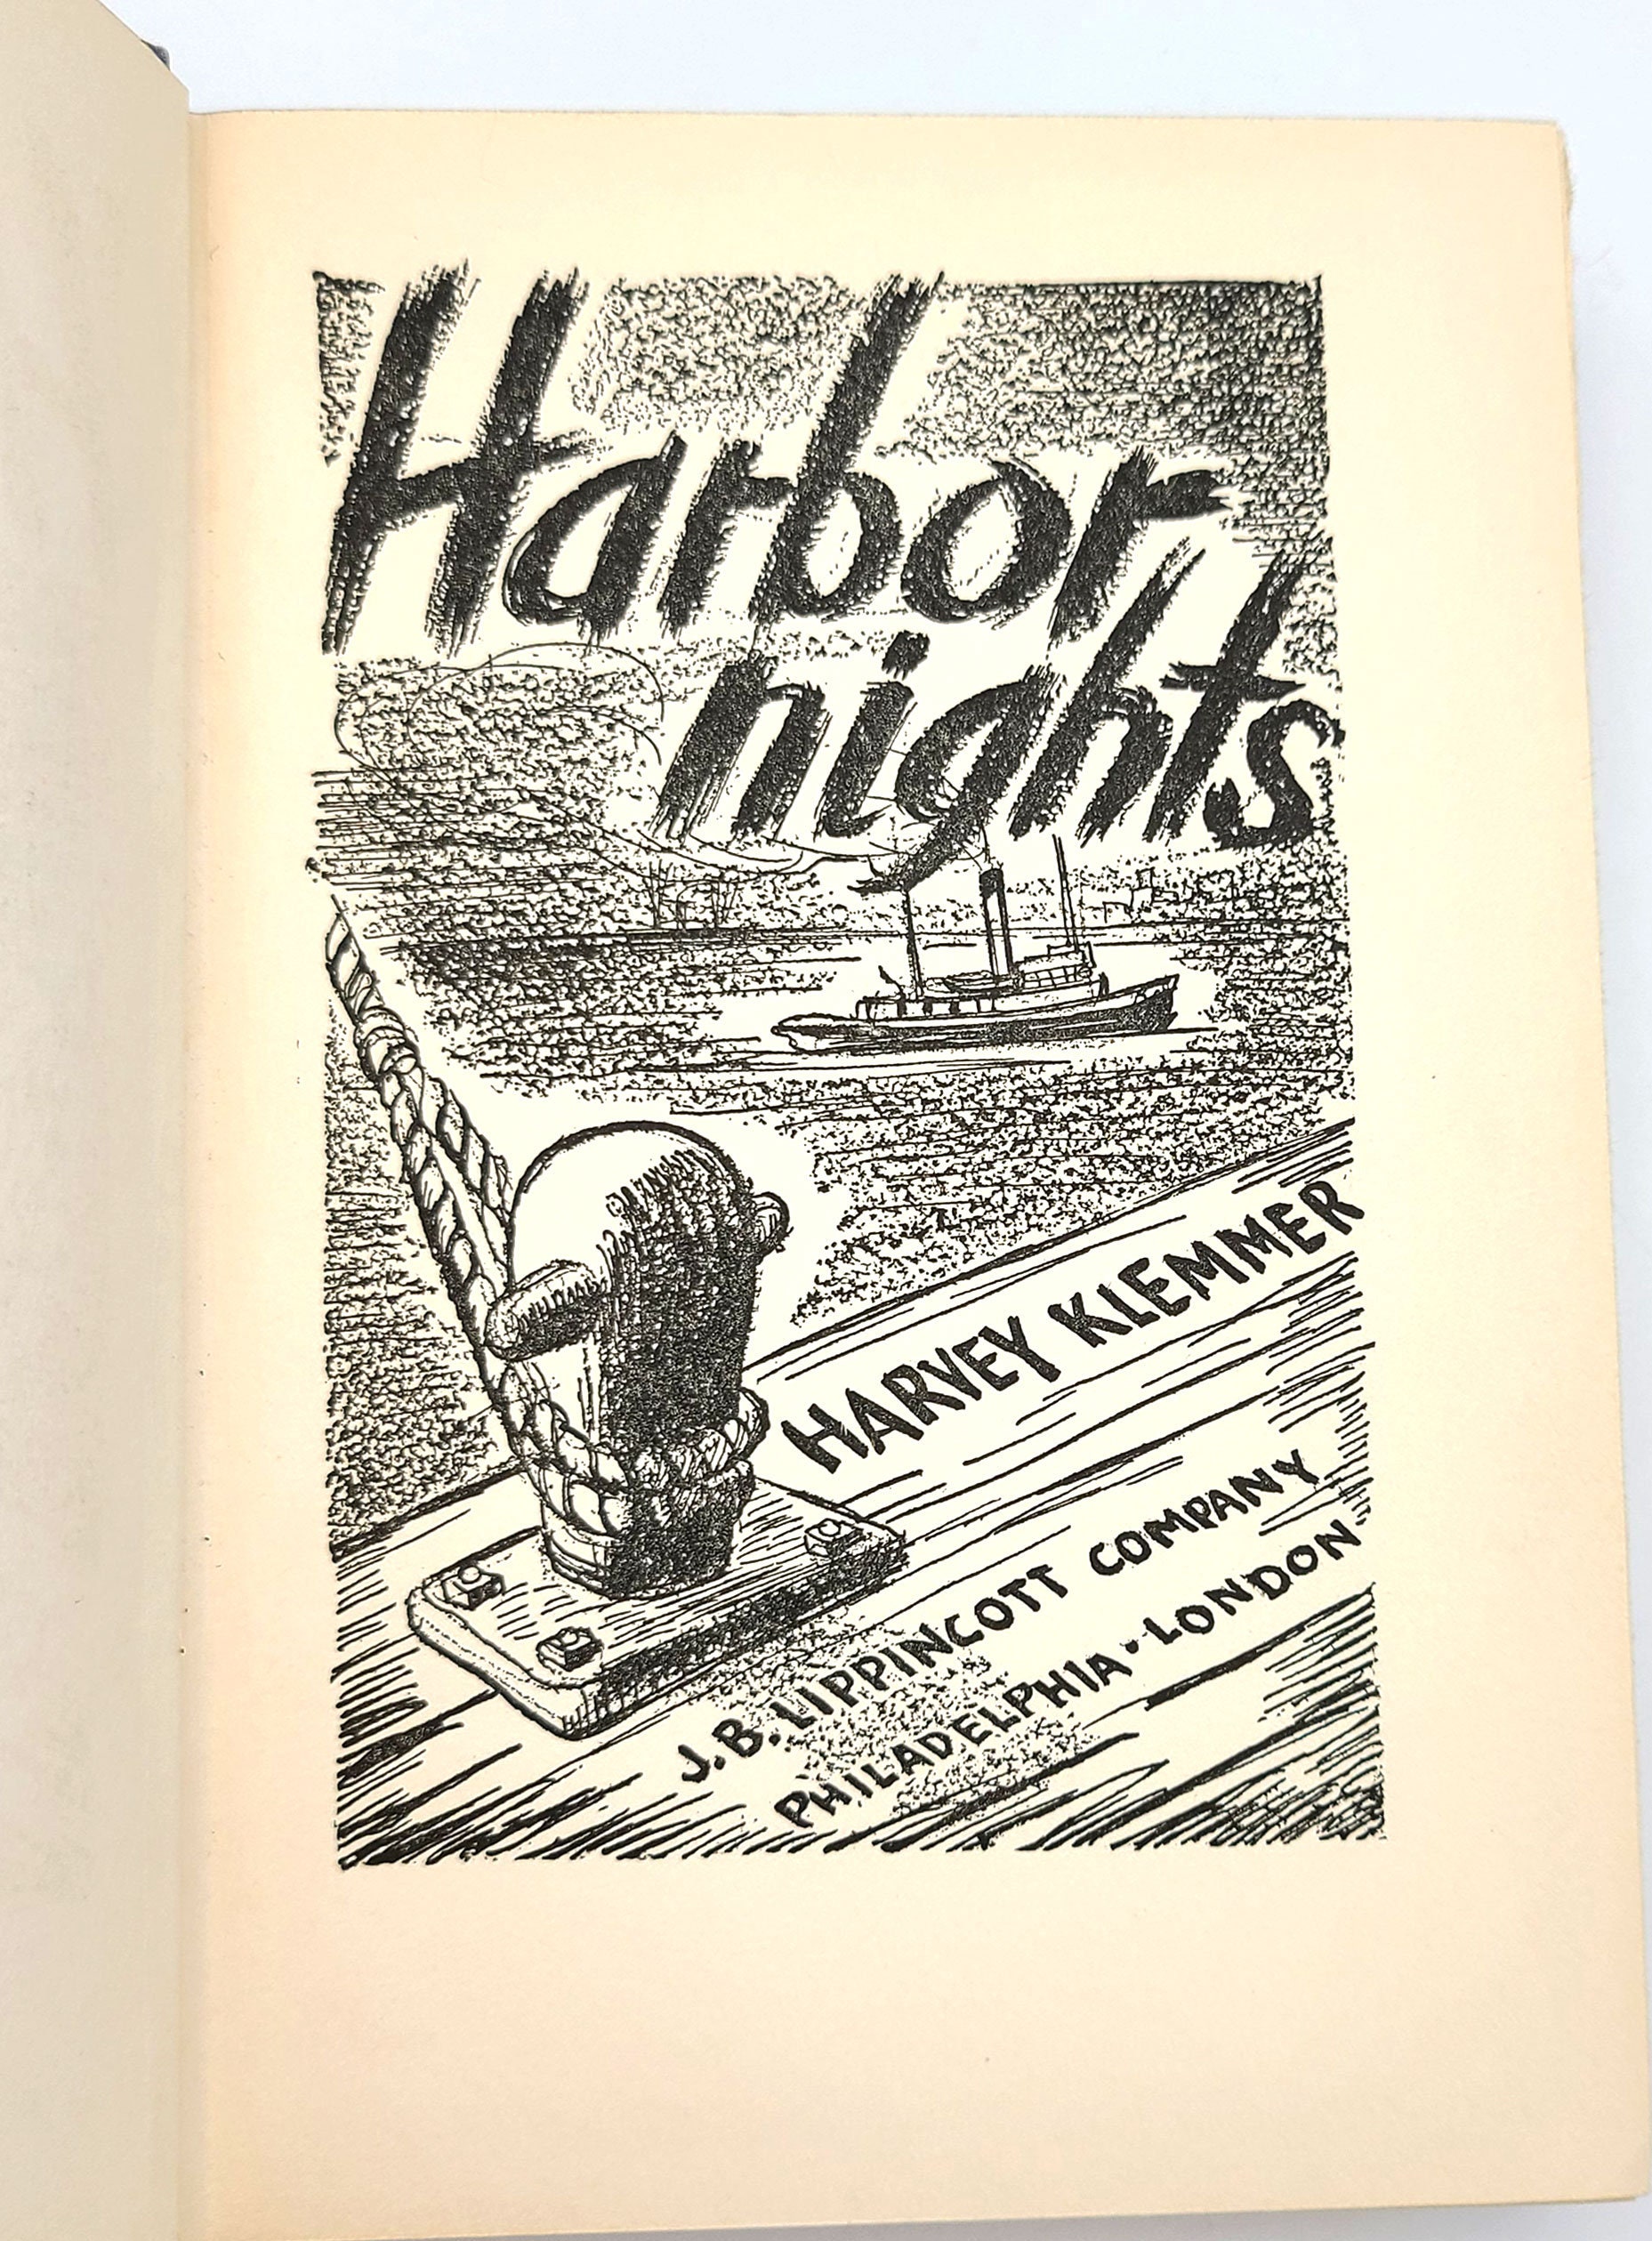 Harbor
nights
HARVEY KLEMMER
J. B. LIPPINCOTT COMPANY
PHILADELPHIA · LONDON